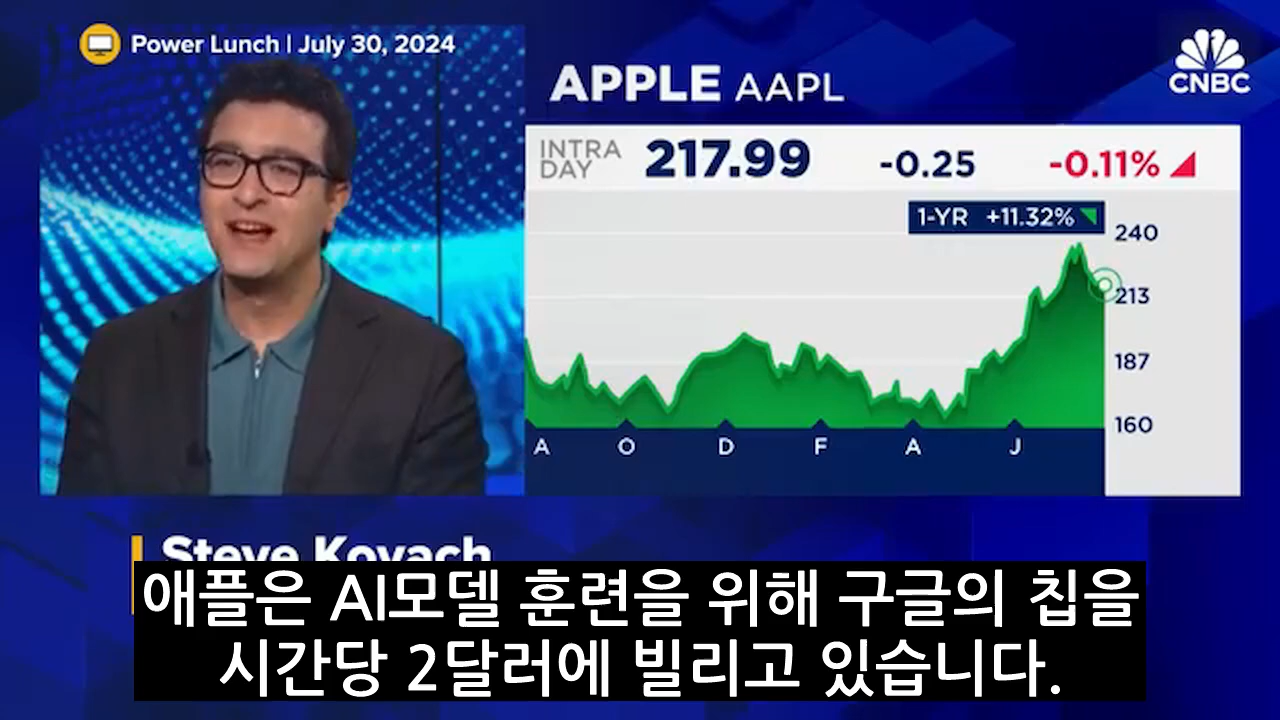 Power Lunch | July 30, 2024
CNBC
APPLE AAPL
INTRA DAY 217.99 -0.25 -0.11%
1-YR +11.32%
240
213
187
160
A O D F A J
Steve Kovach
애플은 AI모델 훈련을 위해 구글의 칩을
시간당 2달러에 빌리고 있습니다.